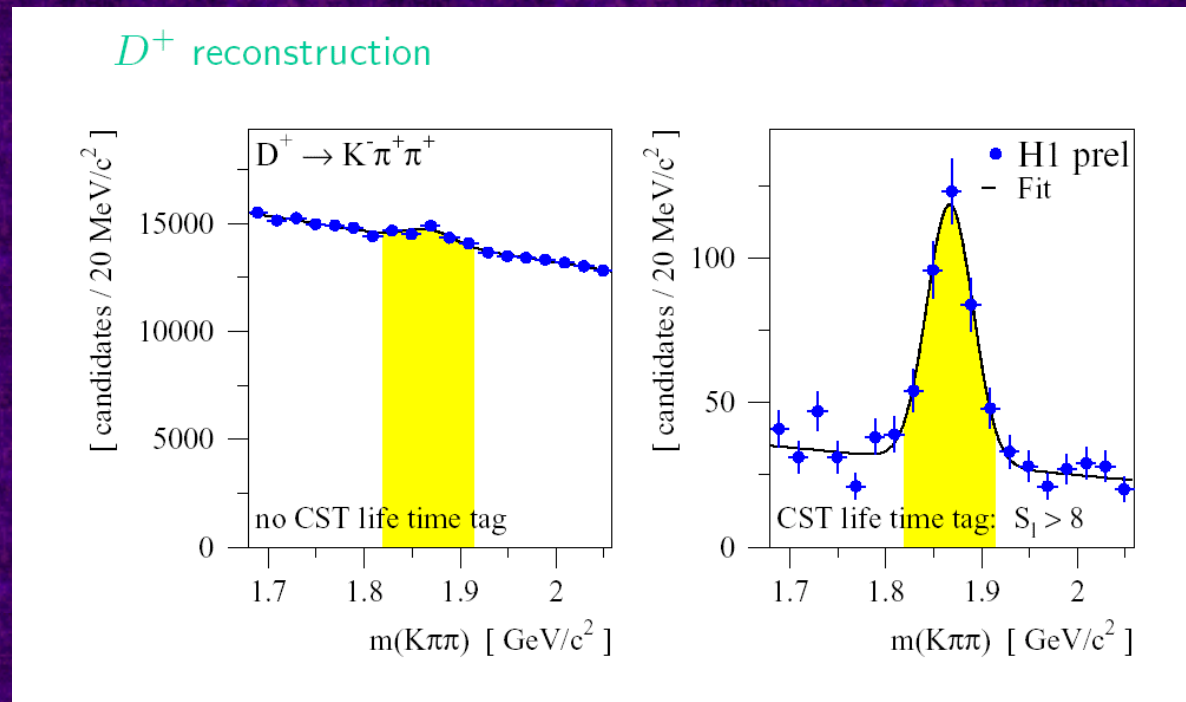 D⁺ reconstruction
[ candidates / 20 MeV/c² ]
D⁺ → K⁻π⁺π⁺
15000
10000
5000
0
no CST life time tag
1.7 1.8 1.9 2
m(Kππ) [ GeV/c² ]
[ candidates / 20 MeV/c² ]
H1 prel
Fit
100
50
0
CST life time tag: Sₗ > 8
1.7 1.8 1.9 2
m(Kππ) [ GeV/c² ]